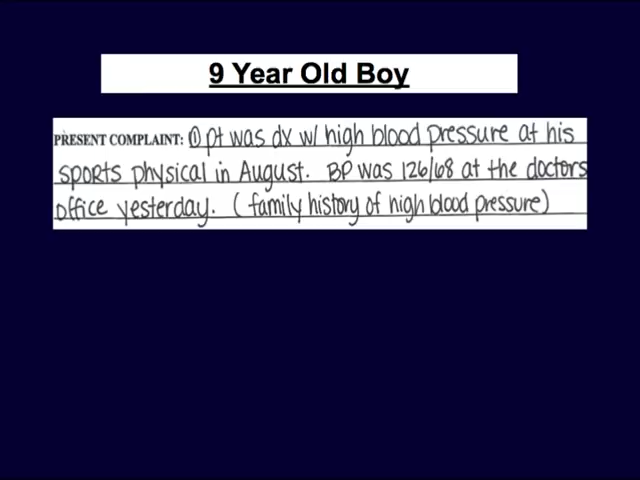 9 Year Old Boy
PRESENT COMPLAINT: ① pt was dx w/ high blood pressure at his
sports physical in August. BP was 126/68 at the doctors
office yesterday. (family history of high blood pressure)